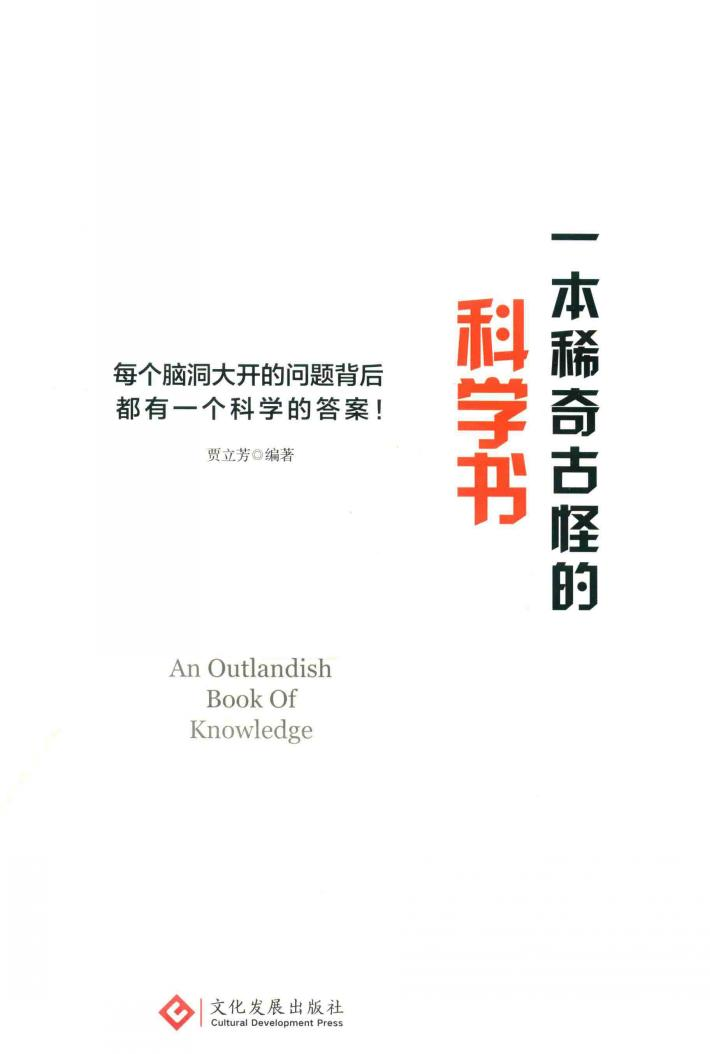 一本稀奇古怪的
科学书
每个脑洞大开的问题背后
都有一个科学的答案！
贾立芳◎编著
An Outlandish
Book Of
Knowledge
文化发展出版社
Cultural Development Press